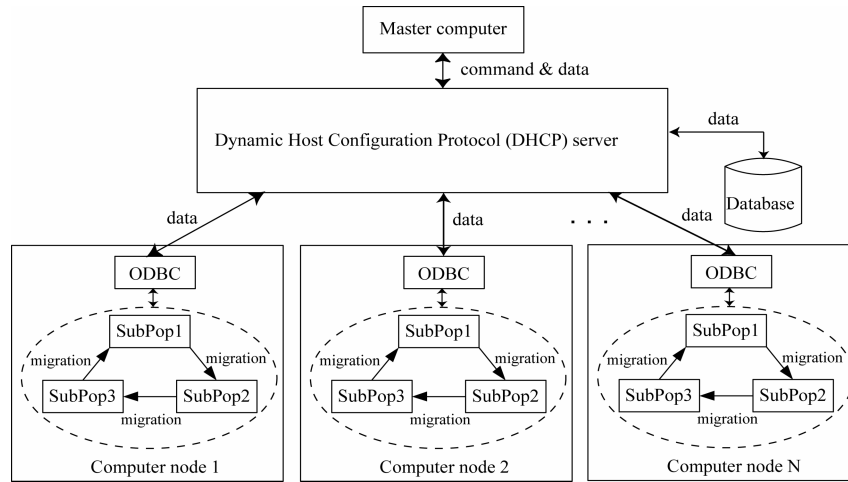 Master computer
command & data
Dynamic Host Configuration Protocol (DHCP) server
data
Database
data
data
. . .
data
ODBC
SubPop1
migration
migration
SubPop3
SubPop2
migration
Computer node 1
ODBC
SubPop1
migration
migration
SubPop3
SubPop2
migration
Computer node 2
ODBC
SubPop1
migration
migration
SubPop3
SubPop2
migration
Computer node N